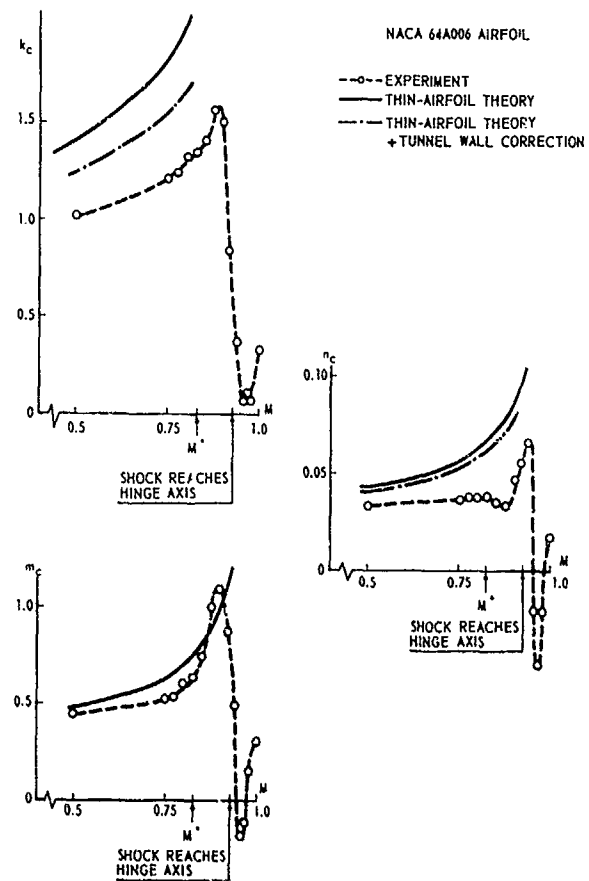 NACA 64A006 AIRFOIL
EXPERIMENT
THIN-AIRFOIL THEORY
THIN-AIRFOIL THEORY
+TUNNEL WALL CORRECTION
kc
1.5
1.0
0.5
0
0.5
0.75
1.0
M
M*
SHOCK REACHES
HINGE AXIS
nc
0.10
0.05
0
0.5
0.75
1.0
M
M*
SHOCK REACHES
HINGE AXIS
mc
1.0
0.5
0
0.5
0.75
1.0
M
M*
SHOCK REACHES
HINGE AXIS